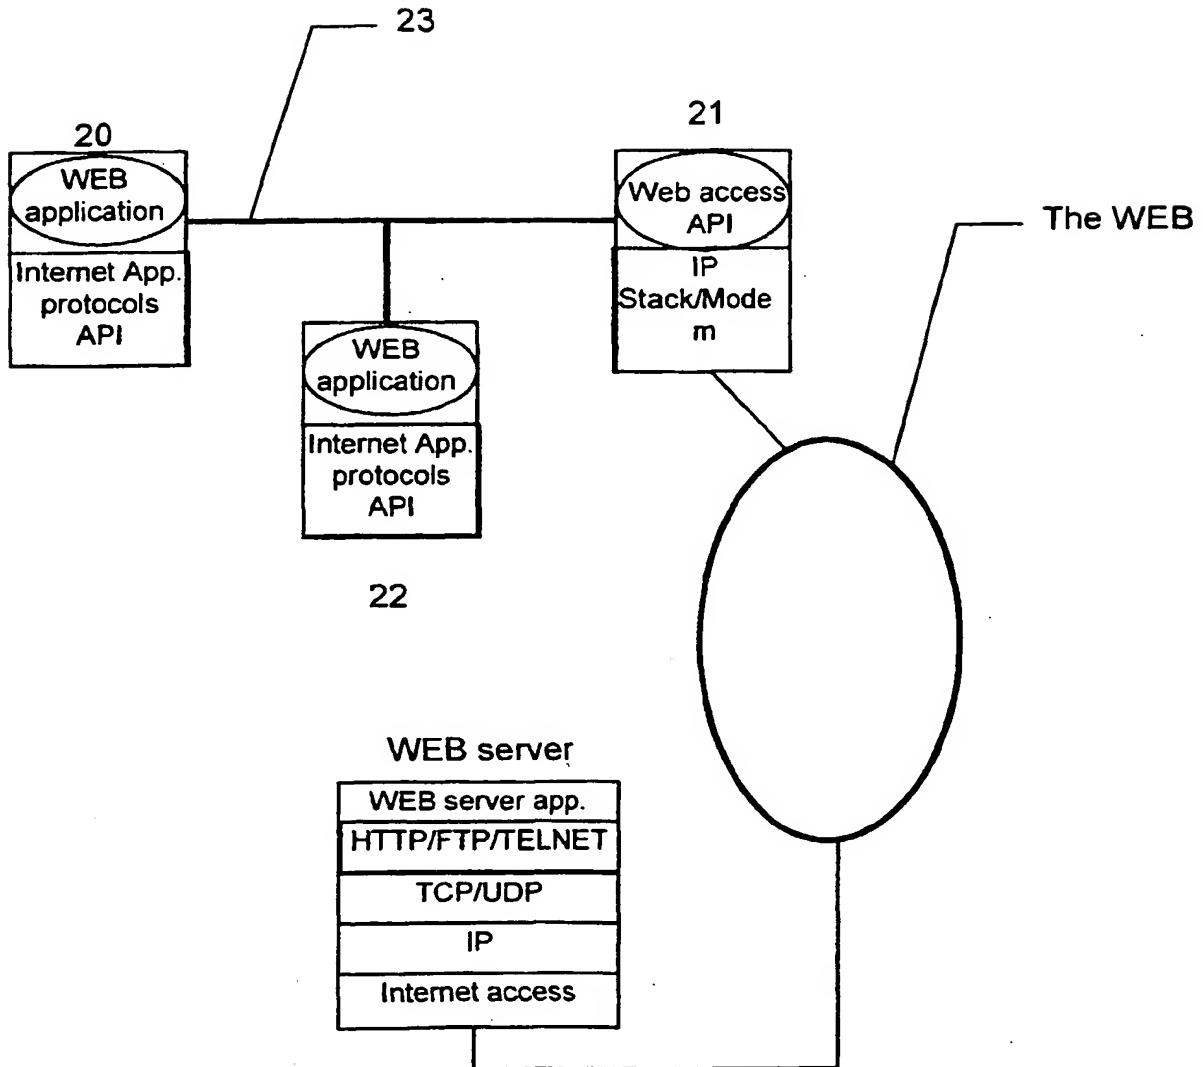 23
20
21
WEB
application
Internet App.
protocols
API
Web access
API
IP
Stack/Mode
m
The WEB
WEB
application
Internet App.
protocols
API
22
WEB server
WEB server app.
HTTP/FTP/TELNET
TCP/UDP
IP
Internet access